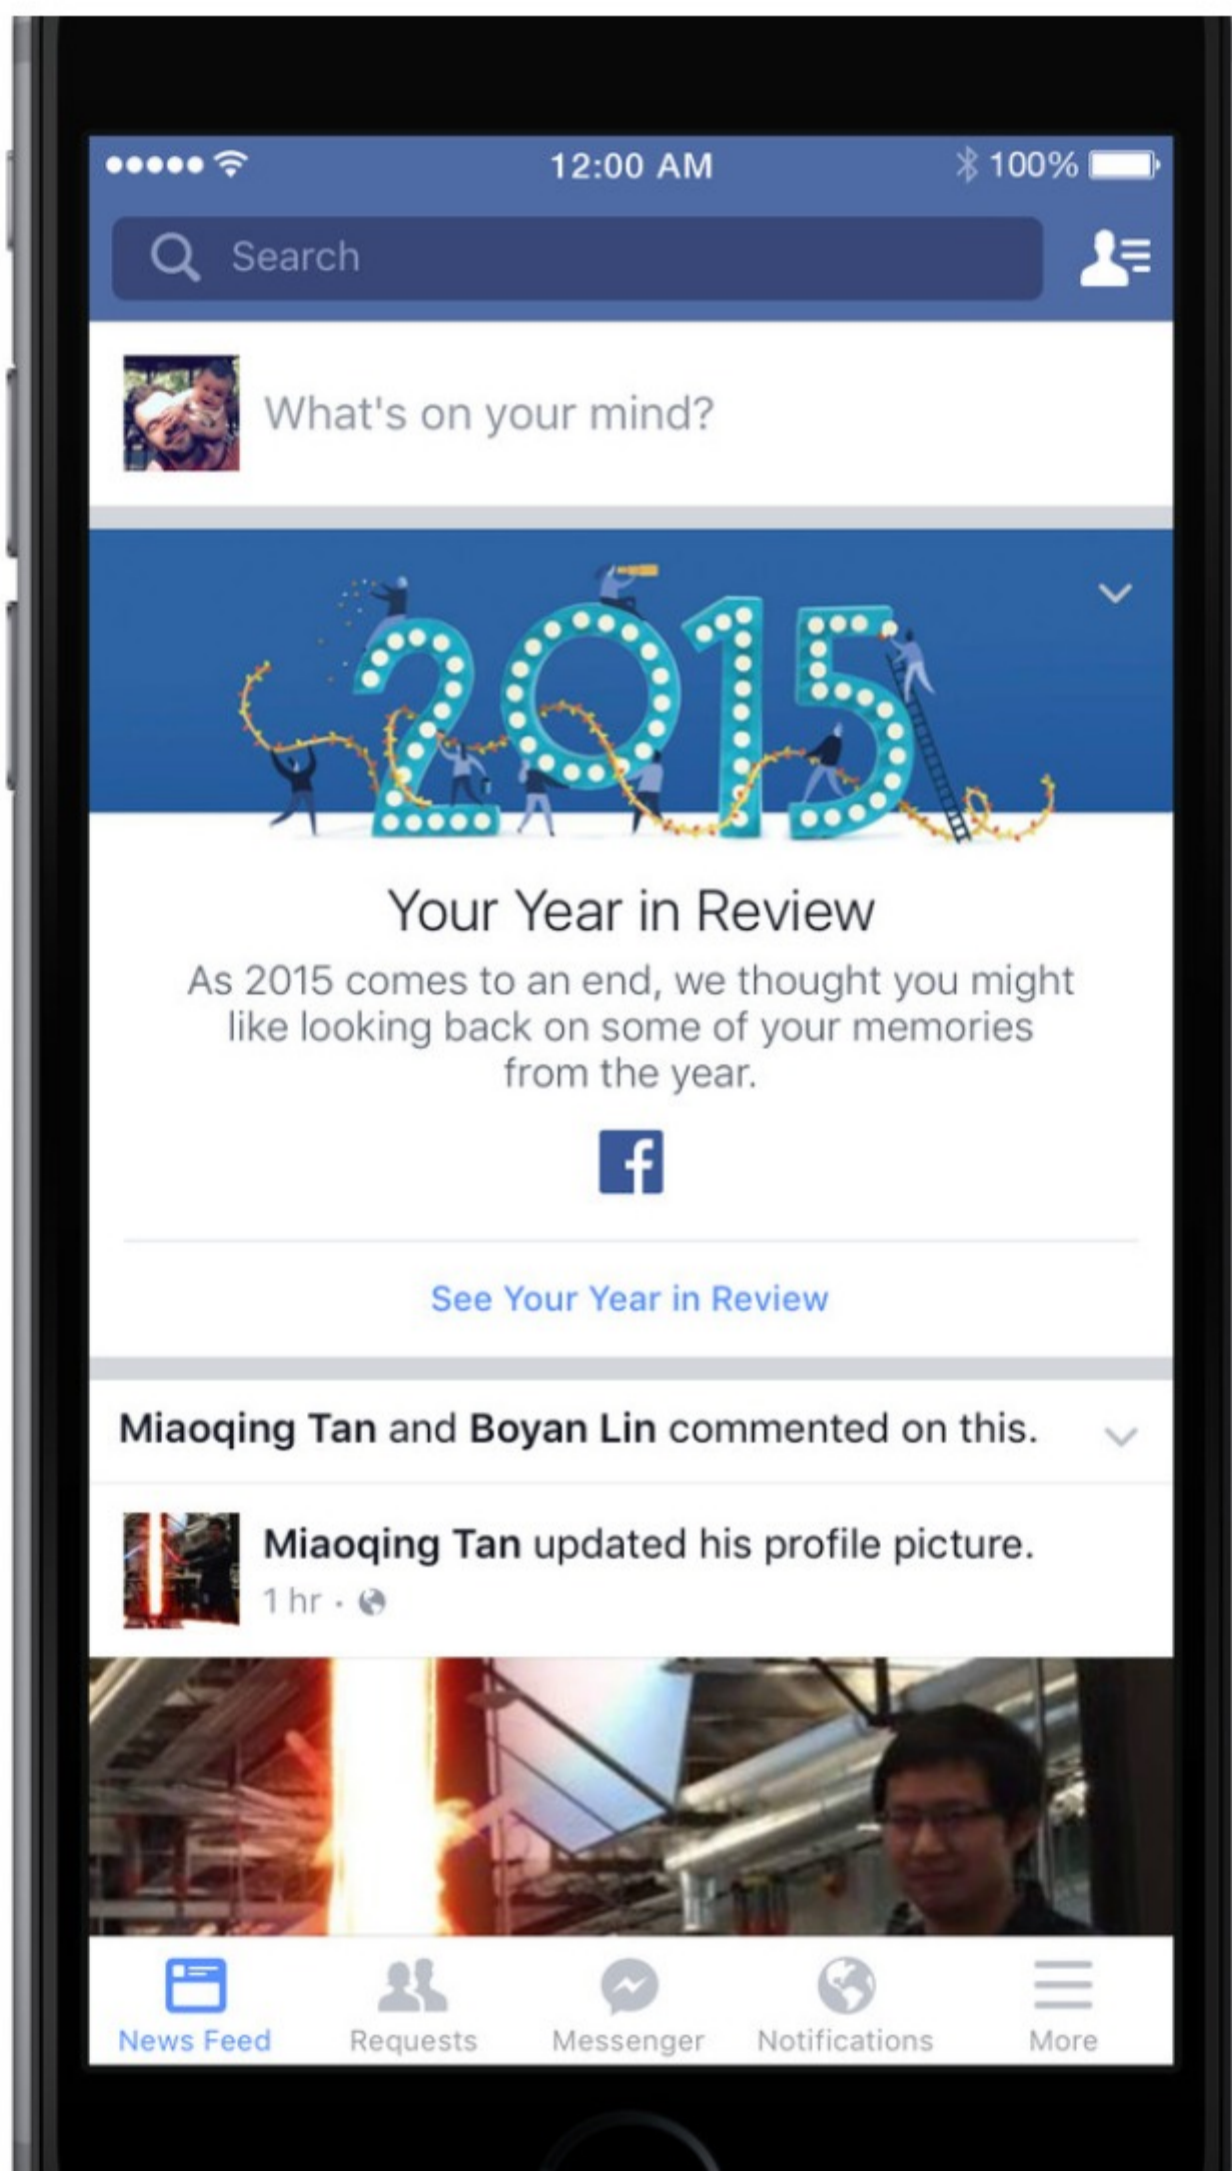 12:00 AM
100%
Search
What's on your mind?
2015
Your Year in Review
As 2015 comes to an end, we thought you might
like looking back on some of your memories
from the year.
f
See Your Year in Review
Miaoqing Tan and Boyan Lin commented on this.
Miaoqing Tan updated his profile picture.
1 hr ·
News Feed
Requests
Messenger
Notifications
More